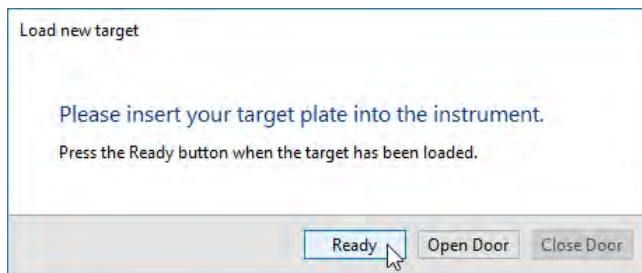 Load new target
Please insert your target plate into the instrument.
Press the Ready button when the target has been loaded.
Ready Open Door Close Door